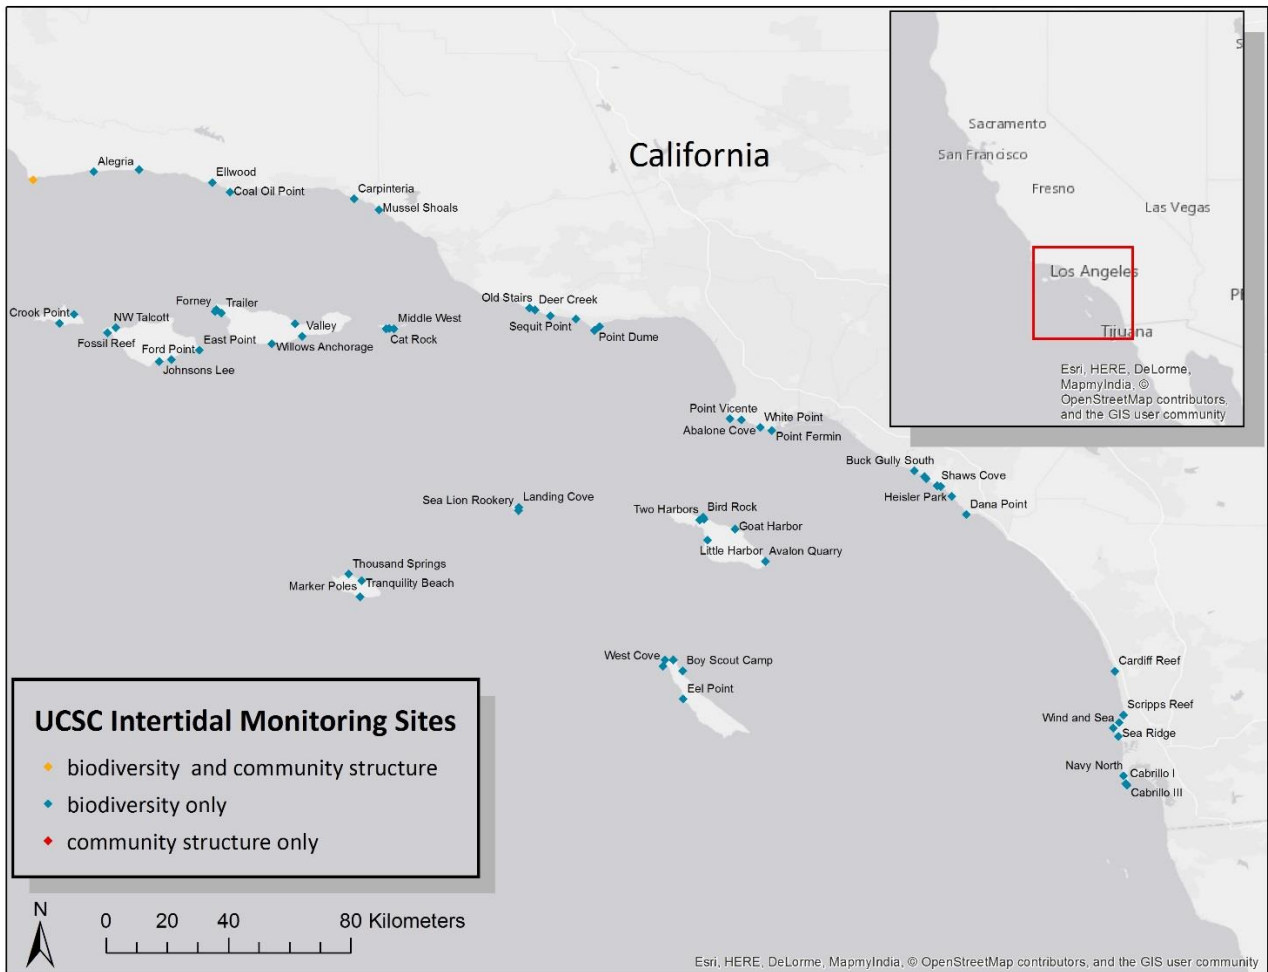 California
Alegria
Ellwood
Coal Oil Point
Carpinteria
Mussel Shoals
Crook Point
NW Talcott
Fossil Reef
Forney
Trailer
Ford Point
East Point
Johnsons Lee
Valley
Willows Anchorage
Middle West
Cat Rock
Old Stairs
Deer Creek
Sequit Point
Point Dume
Point Vicente
White Point
Abalone Cove
Point Fermin
Buck Gully South
Shaws Cove
Heisler Park
Dana Point
Sea Lion Rookery
Landing Cove
Two Harbors
Bird Rock
Goat Harbor
Little Harbor
Avalon Quarry
Thousand Springs
Marker Poles
Tranquility Beach
West Cove
Boy Scout Camp
Eel Point
Cardiff Reef
Scripps Reef
Wind and Sea
Sea Ridge
Navy North
Cabrillo I
Cabrillo III
Sacramento
San Francisco
Fresno
Las Vegas
Los Angeles
Tijuana
Esri, HERE, DeLorme,
MapmyIndia, ©
OpenStreetMap contributors,
and the GIS user community
UCSC Intertidal Monitoring Sites
biodiversity and community structure
biodiversity only
community structure only
N
0 20 40 80 Kilometers
Esri, HERE, DeLorme, MapmyIndia, © OpenStreetMap contributors, and the GIS user community